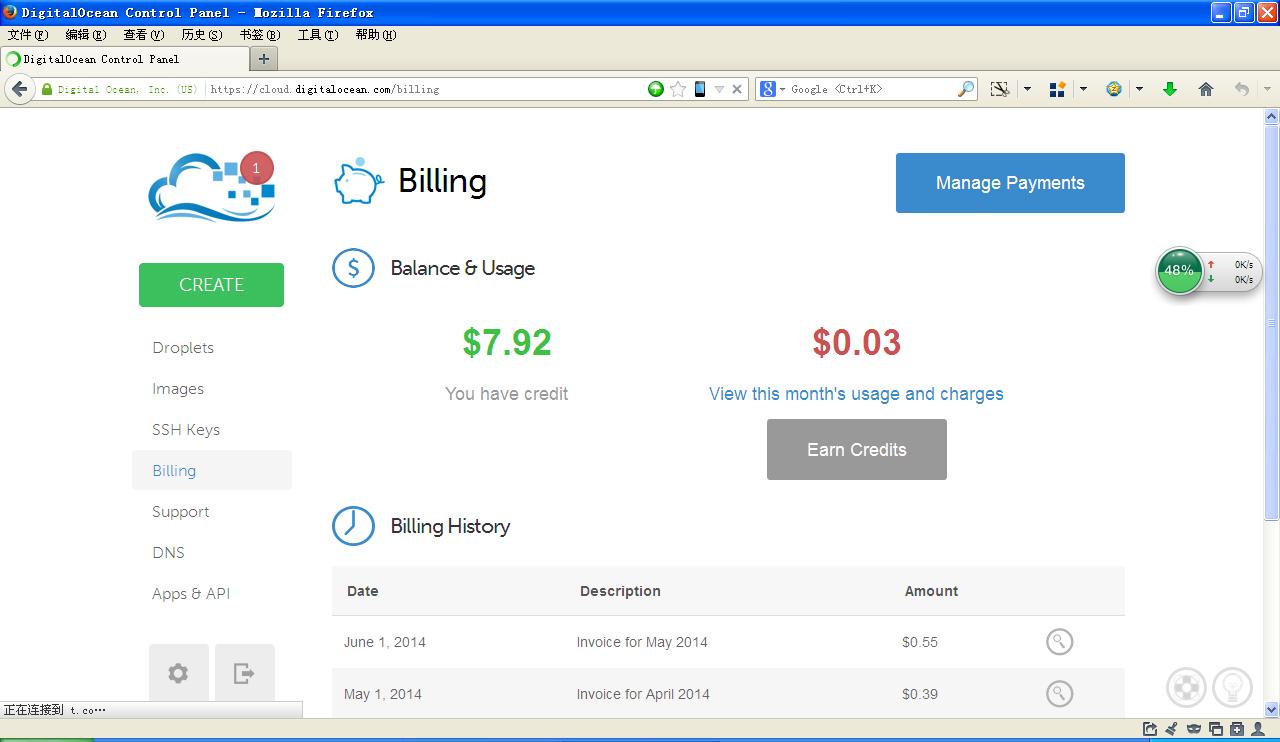 DigitalOcean Control Panel - Mozilla Firefox
文件(F) 编辑(E) 查看(V) 历史(S) 书签(B) 工具(T) 帮助(H)
DigitalOcean Control Panel
Digital Ocean, Inc. (US) https://cloud.digitalocean.com/billing Google <Ctrl+K>
1
Billing
Manage Payments
CREATE
Droplets
Images
SSH Keys
Billing
Support
DNS
Apps & API
Balance & Usage
$7.92
You have credit
$0.03
View this month's usage and charges
Earn Credits
48% 0K/s
0K/s
Billing History
Date Description Amount
June 1, 2014 Invoice for May 2014 $0.55
May 1, 2014 Invoice for April 2014 $0.39
正在连接到 t.co…